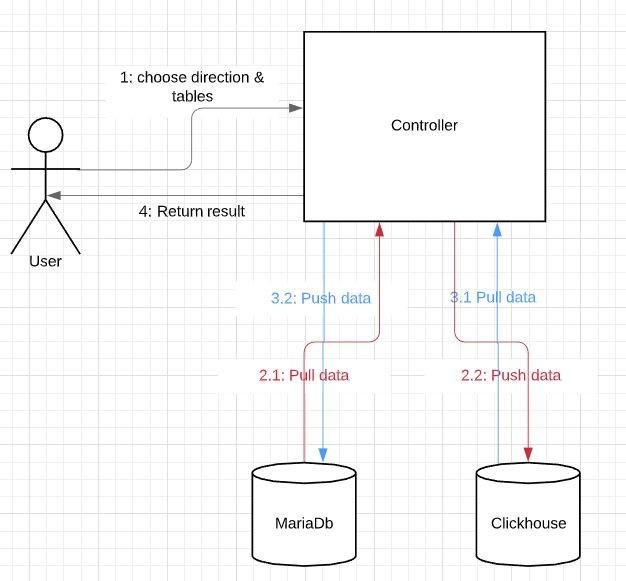 1: choose direction &
tables
Controller
4: Return result
User
3.2: Push data
3.1 Pull data
2.1: Pull data
2.2: Push data
MariaDb
Clickhouse